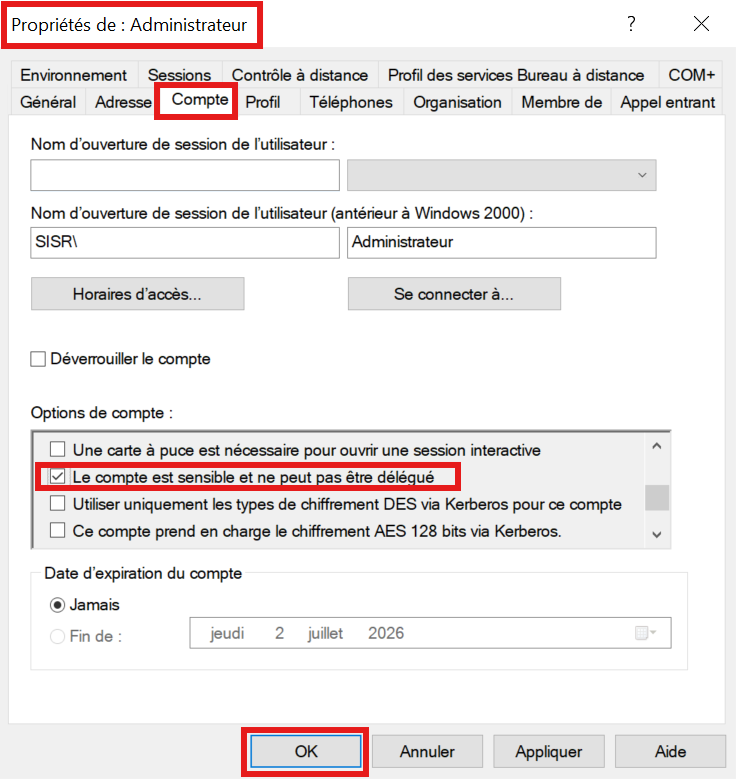 Propriétés de : Administrateur ? ×
Environnement Sessions Contrôle à distance Profil des services Bureau à distance COM+
Général Adresse Compte Profil Téléphones Organisation Membre de Appel entrant
Nom d'ouverture de session de l'utilisateur :
Nom d'ouverture de session de l'utilisateur (antérieur à Windows 2000) :
SISR\ Administrateur
Horaires d'accès... Se connecter à...
Déverrouiller le compte
Options de compte :
Une carte à puce est nécessaire pour ouvrir une session interactive
Le compte est sensible et ne peut pas être délégué
Utiliser uniquement les types de chiffrement DES via Kerberos pour ce compte
Ce compte prend en charge le chiffrement AES 128 bits via Kerberos.
Date d'expiration du compte
Jamais
Fin de : jeudi 2 juillet 2026
OK Annuler Appliquer Aide